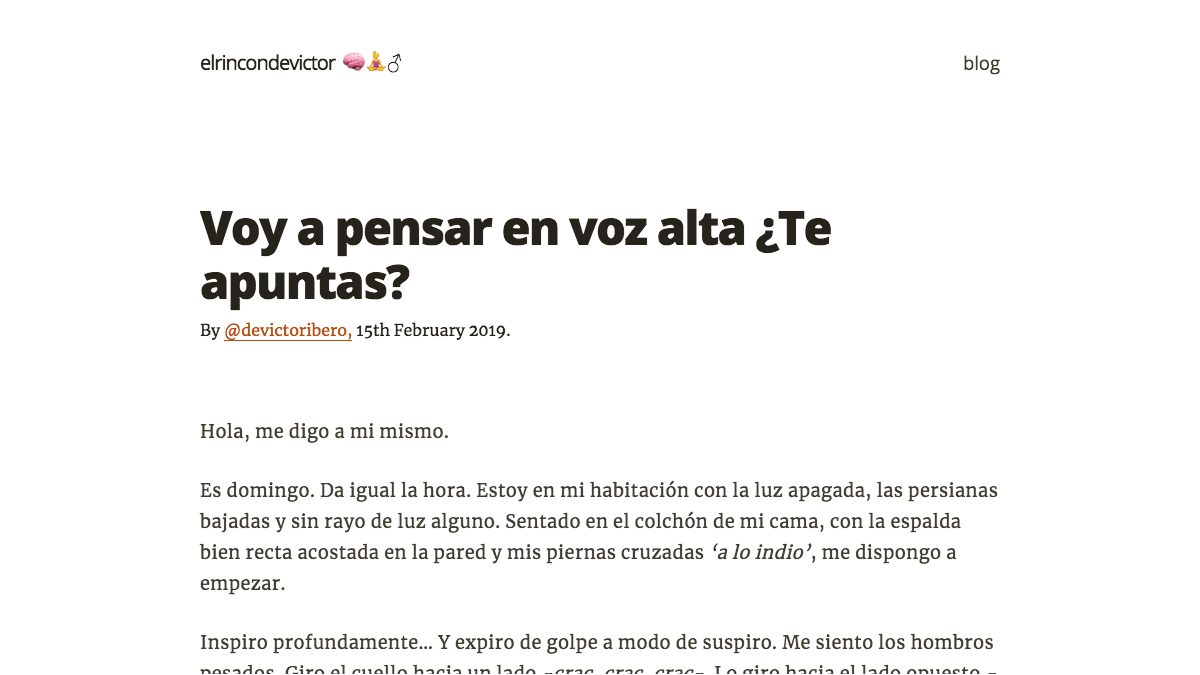 elrincondevictor 🧠🧘♂
blog
Voy a pensar en voz alta ¿Te
apuntas?
By @devictoribero, 15th February 2019.
Hola, me digo a mi mismo.
Es domingo. Da igual la hora. Estoy en mi habitación con la luz apagada, las persianas
bajadas y sin rayo de luz alguno. Sentado en el colchón de mi cama, con la espalda
bien recta acostada en la pared y mis piernas cruzadas ‘a lo indio’, me dispongo a
empezar.
Inspiro profundamente... Y expiro de golpe a modo de suspiro. Me siento los hombros
pesados. Giro el cuello hacia un lado -crac, crac, crac-. Lo giro hacia el lado opuesto -